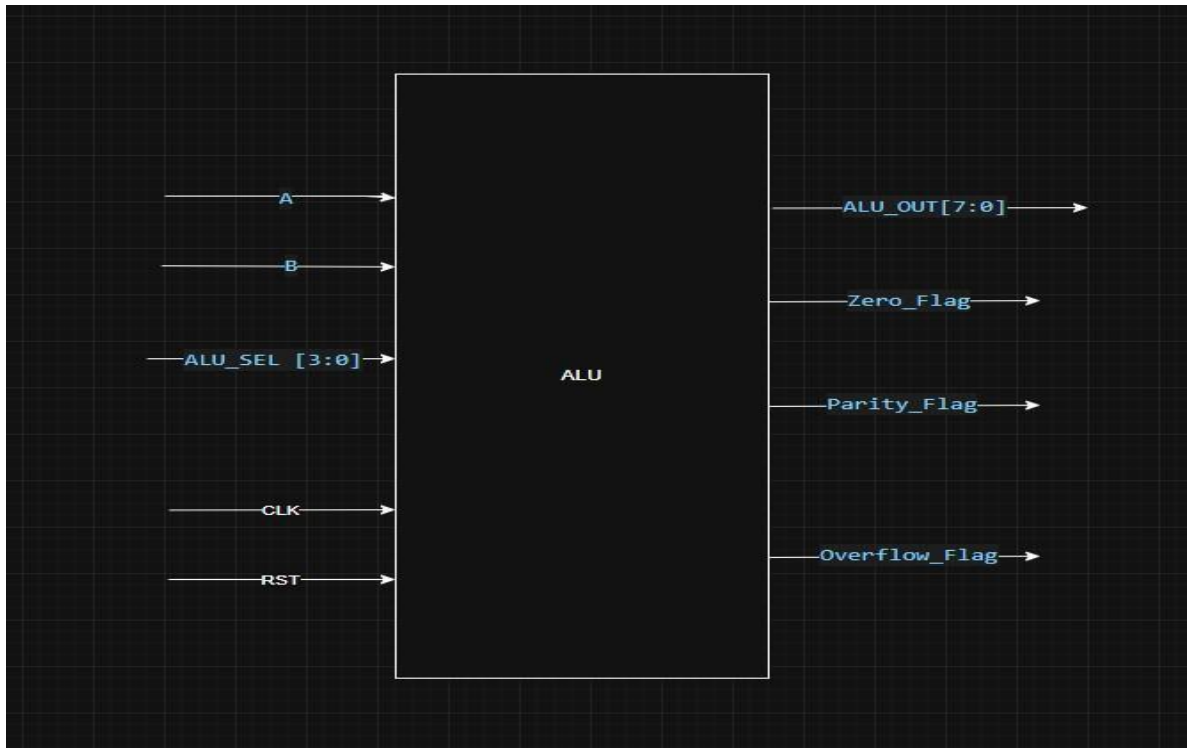 A
B
ALU_SEL [3:0]
CLK
RST
ALU
ALU_OUT[7:0]
Zero_Flag
Parity_Flag
Overflow_Flag